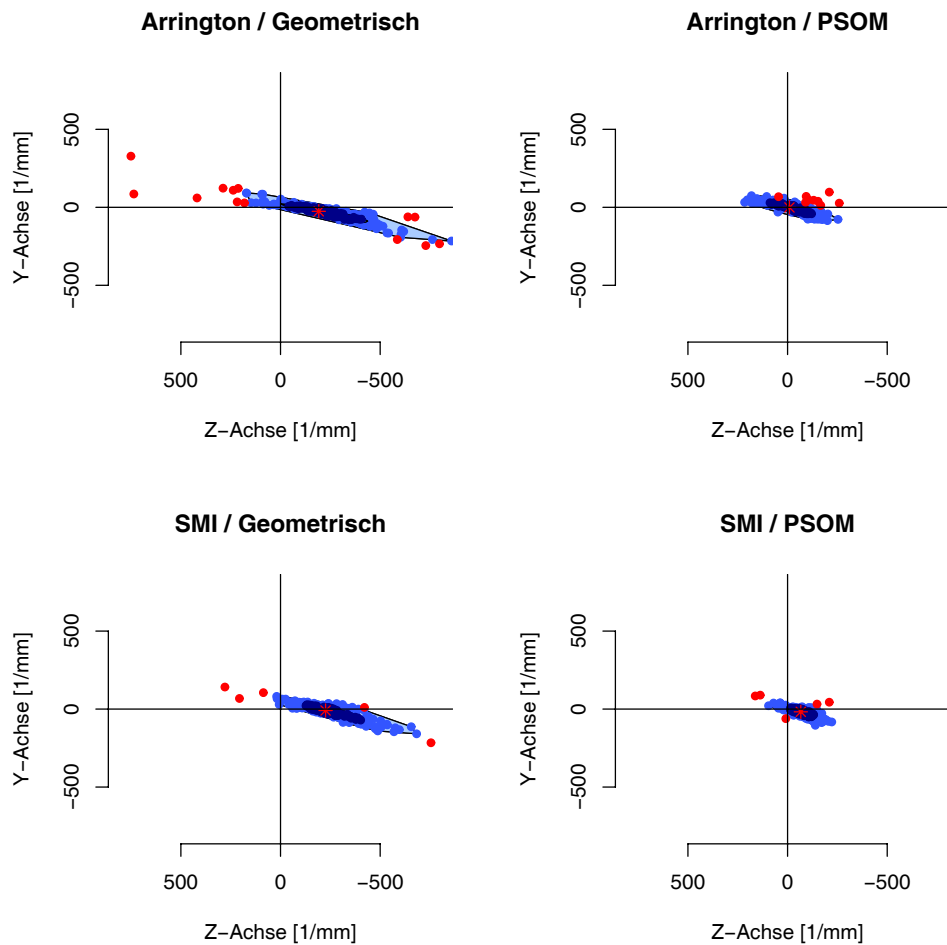 Arrington / Geometrisch
Y−Achse [1/mm]
500
0
−500
500 0 −500
Z−Achse [1/mm]
Arrington / PSOM
Y−Achse [1/mm]
500
0
−500
500 0 −500
Z−Achse [1/mm]
SMI / Geometrisch
Y−Achse [1/mm]
500
0
−500
500 0 −500
Z−Achse [1/mm]
SMI / PSOM
Y−Achse [1/mm]
500
0
−500
500 0 −500
Z−Achse [1/mm]